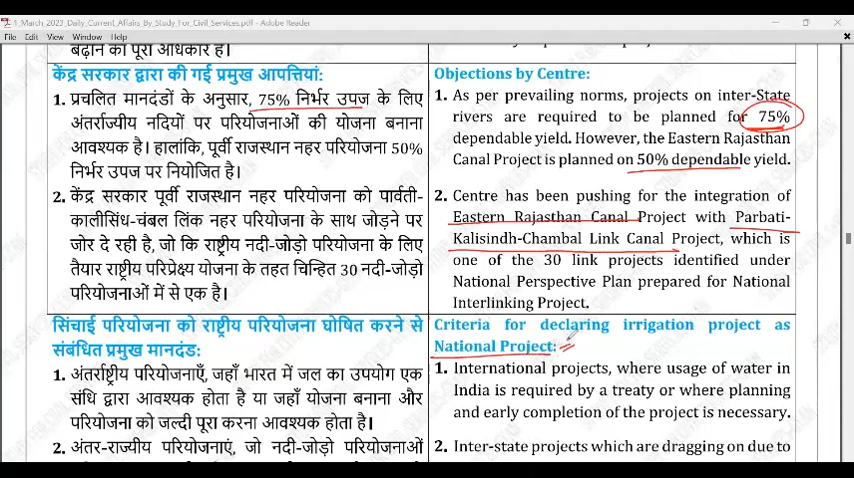 1_March_2023_Daily_Current_Affairs_By_Study_For_Civil_Services.pdf - Adobe Reader
File Edit View Window Help
बढ़ाने का पूरा अधिकार है।
केंद्र सरकार द्वारा की गई प्रमुख आपत्तियां:
1. प्रचलित मानदंडों के अनुसार, 75% निर्भर उपज के लिए
अंतर्राज्यीय नदियों पर परियोजनाओं की योजना बनाना
आवश्यक है। हालांकि, पूर्वी राजस्थान नहर परियोजना 50%
निर्भर उपज पर नियोजित है।
2. केंद्र सरकार पूर्वी राजस्थान नहर परियोजना को पार्वती-
कालीसिंध-चंबल लिंक नहर परियोजना के साथ जोड़ने पर
जोर दे रही है, जो कि राष्ट्रीय नदी-जोड़ो परियोजना के लिए
तैयार राष्ट्रीय परिप्रेक्ष्य योजना के तहत चिन्हित 30 नदी-जोड़ो
परियोजनाओं में से एक है।
Objections by Centre:
1. As per prevailing norms, projects on inter-State
rivers are required to be planned for 75%
dependable yield. However, the Eastern Rajasthan
Canal Project is planned on 50% dependable yield.
2. Centre has been pushing for the integration of
Eastern Rajasthan Canal Project with Parbati-
Kalisindh-Chambal Link Canal Project, which is
one of the 30 link projects identified under
National Perspective Plan prepared for National
Interlinking Project.
सिंचाई परियोजना को राष्ट्रीय परियोजना घोषित करने से
संबंधित प्रमुख मानदंड:
1. अंतर्राष्ट्रीय परियोजनाएँ, जहाँ भारत में जल का उपयोग एक
संधि द्वारा आवश्यक होता है या जहाँ योजना बनाना और
परियोजना को जल्दी पूरा करना आवश्यक होता है।
2. अंतर-राज्यीय परियोजनाएं, जो नदी-जोड़ो परियोजनाओं
Criteria for declaring irrigation project as
National Project:
1. International projects, where usage of water in
India is required by a treaty or where planning
and early completion of the project is necessary.
2. Inter-state projects which are dragging on due to